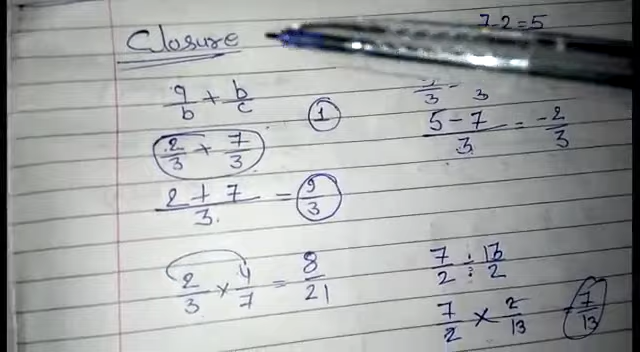 Closure
7-2=5
a/b + b/c
1
2/3 + 7/3
5-7/3 = -2/3
2+7/3 = 9/3
2/3 × 4/7 = 8/21
7/2 ÷ 13/2
7/2 × 2/13 7/13